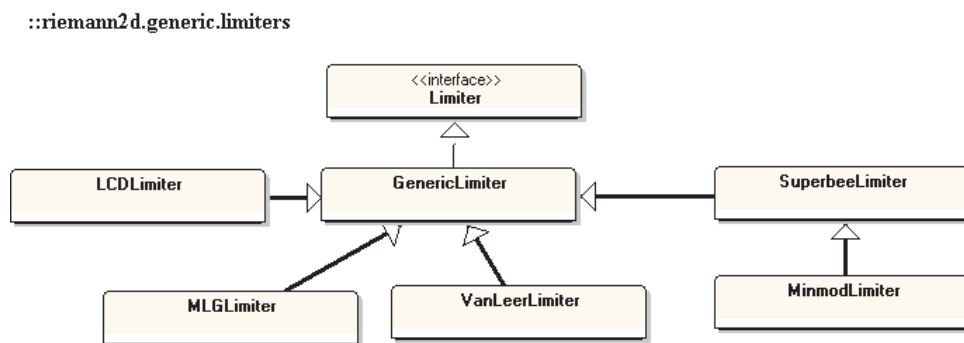 ::riemann2d.generic.limiters
<<interface>>
Limiter
LCDLimiter
GenericLimiter
SuperbeeLimiter
MLGLimiter
VanLeerLimiter
MinmodLimiter